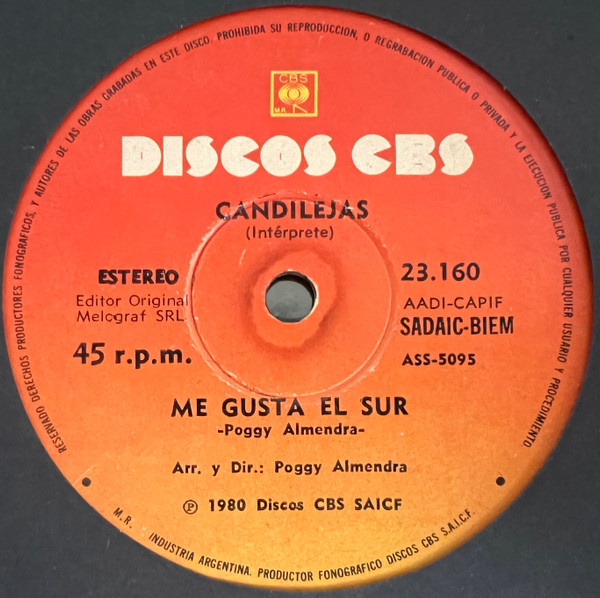 RESERVADO DERECHOS PRODUCTORES FONOGRAFICOS, Y AUTORES DE LAS OBRAS GRABADAS EN ESTE DISCO. PROHIBIDA SU REPRODUCCION, O REGRABACION PUBLICA O PRIVADA Y LA EJECUCION PUBLICA POR CUALQUIER USUARIO Y PROCEDIMIENTO
CBS
M.R.
DISCOS CBS
CANDILEJAS
(Intérprete)
ESTEREO
Editor Original
Melograf SRL
45 r.p.m.
23.160
AADI-CAPIF
SADAIC-BIEM
ASS-5095
ME GUSTA EL SUR
-Poggy Almendra-
Arr. y Dir.: Poggy Almendra
Ⓟ 1980 Discos CBS SAICF
M.R. INDUSTRIA ARGENTINA. PRODUCTOR FONOGRAFICO DISCOS CBS S.A.I.C.F.